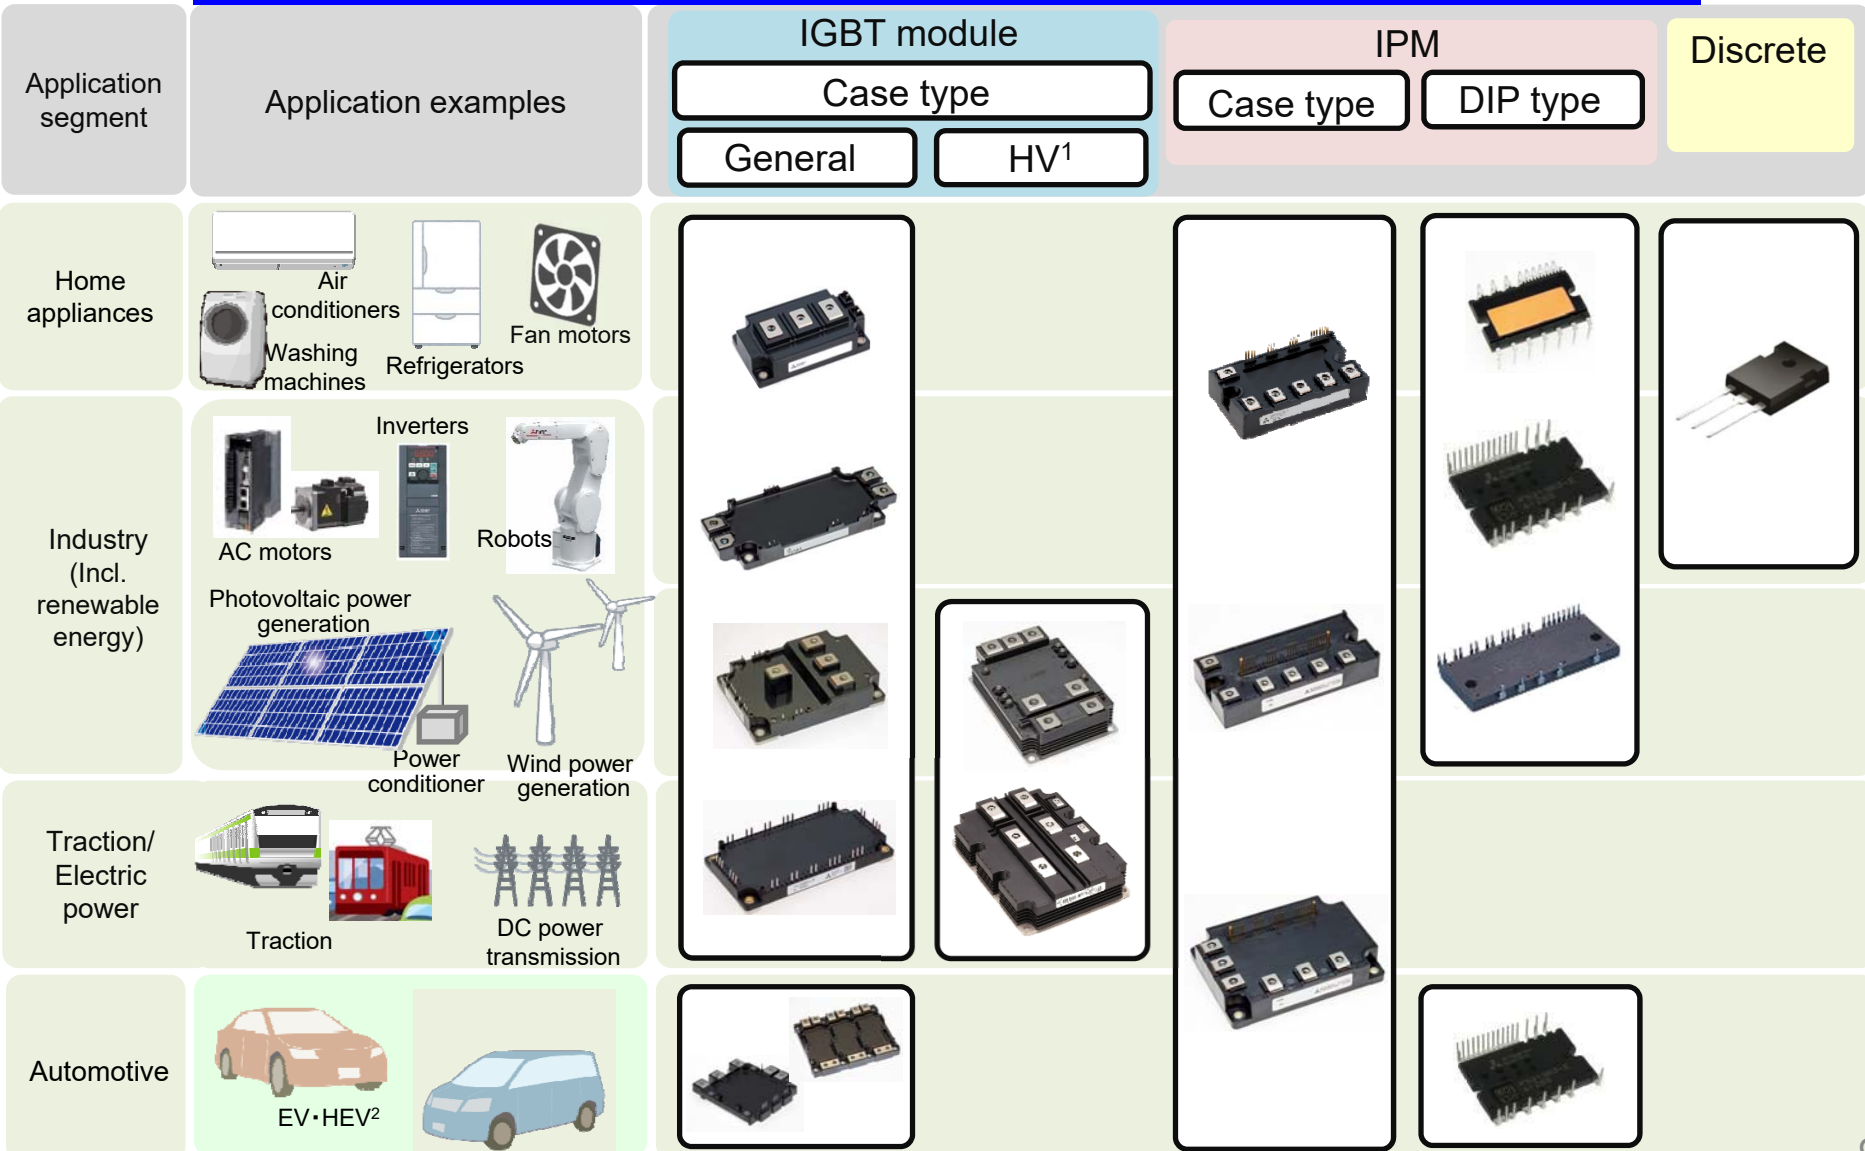 Application
segment
Application examples
IGBT module
Case type
General
HV1
IPM
Case type
DIP type
Discrete
Home
appliances
Air
conditioners
Washing
machines
Refrigerators
Fan motors
Industry
(Incl.
renewable
energy)
AC motors
Inverters
Robots
Photovoltaic power
generation
Power
conditioner
Wind power
generation
Traction/
Electric
power
Traction
DC power
transmission
Automotive
EV・HEV2